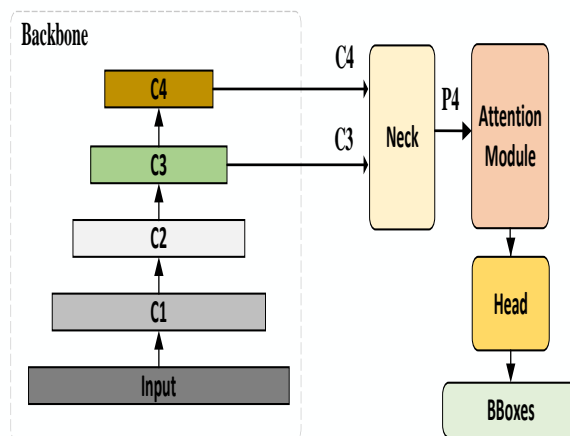 Backbone
C4
C3
C2
C1
Input
C4
C3
Neck
P4
Attention
Module
Head
BBoxes